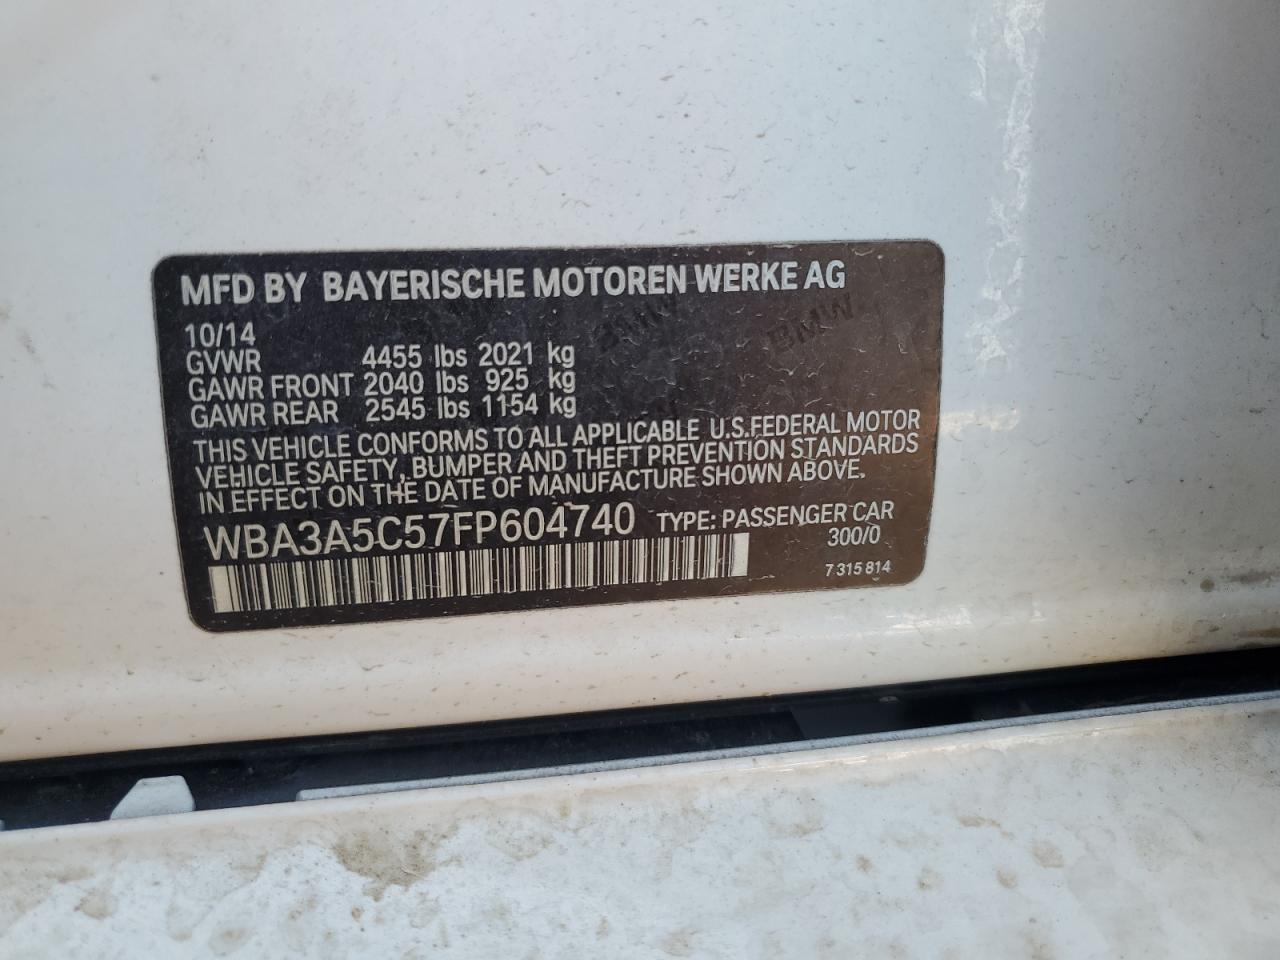 MFD BY BAYERISCHE MOTOREN WERKE AG
10/14
GVWR 4455 lbs 2021 kg
GAWR FRONT 2040 lbs 925 kg
GAWR REAR 2545 lbs 1154 kg
THIS VEHICLE CONFORMS TO ALL APPLICABLE U.S.FEDERAL MOTOR
VEHICLE SAFETY, BUMPER AND THEFT PREVENTION STANDARDS
IN EFFECT ON THE DATE OF MANUFACTURE SHOWN ABOVE.
WBA3A5C57FP604740 TYPE: PASSENGER CAR
300/0
7 315 814
BMW
BMW